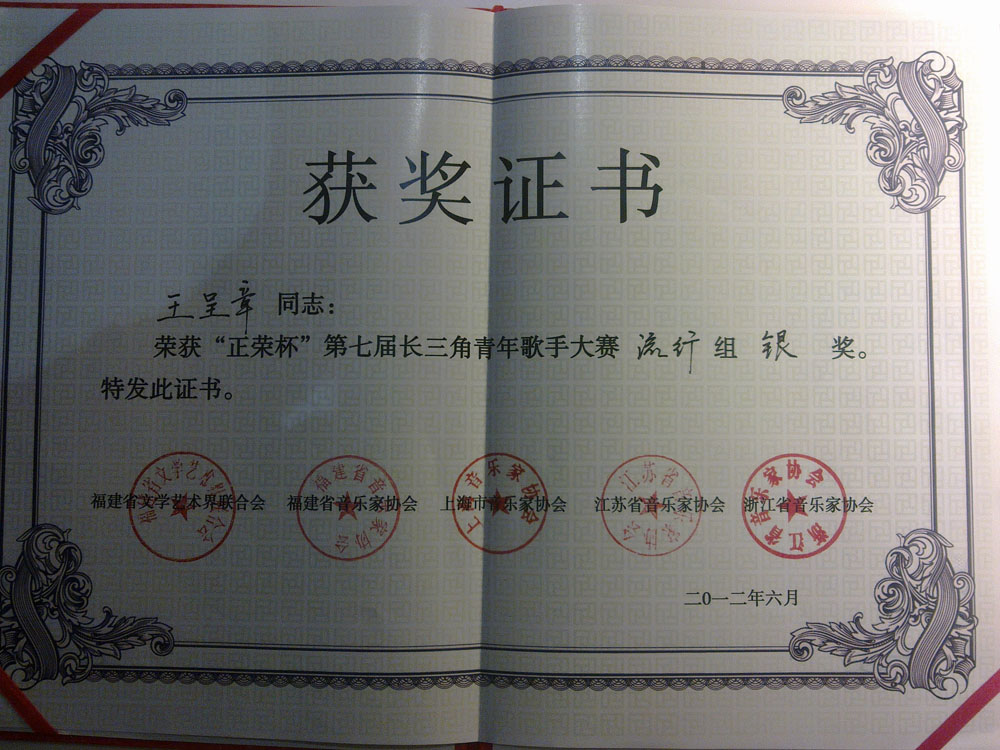 获奖证书
王呈章 同志：
荣获“正荣杯”第七届长三角青年歌手大赛 流行 组 银 奖。
特发此证书。
福建省文学艺术界联合会 福建省音乐家协会 上海市音乐家协会 江苏省音乐家协会 浙江省音乐家协会
二0一二年六月